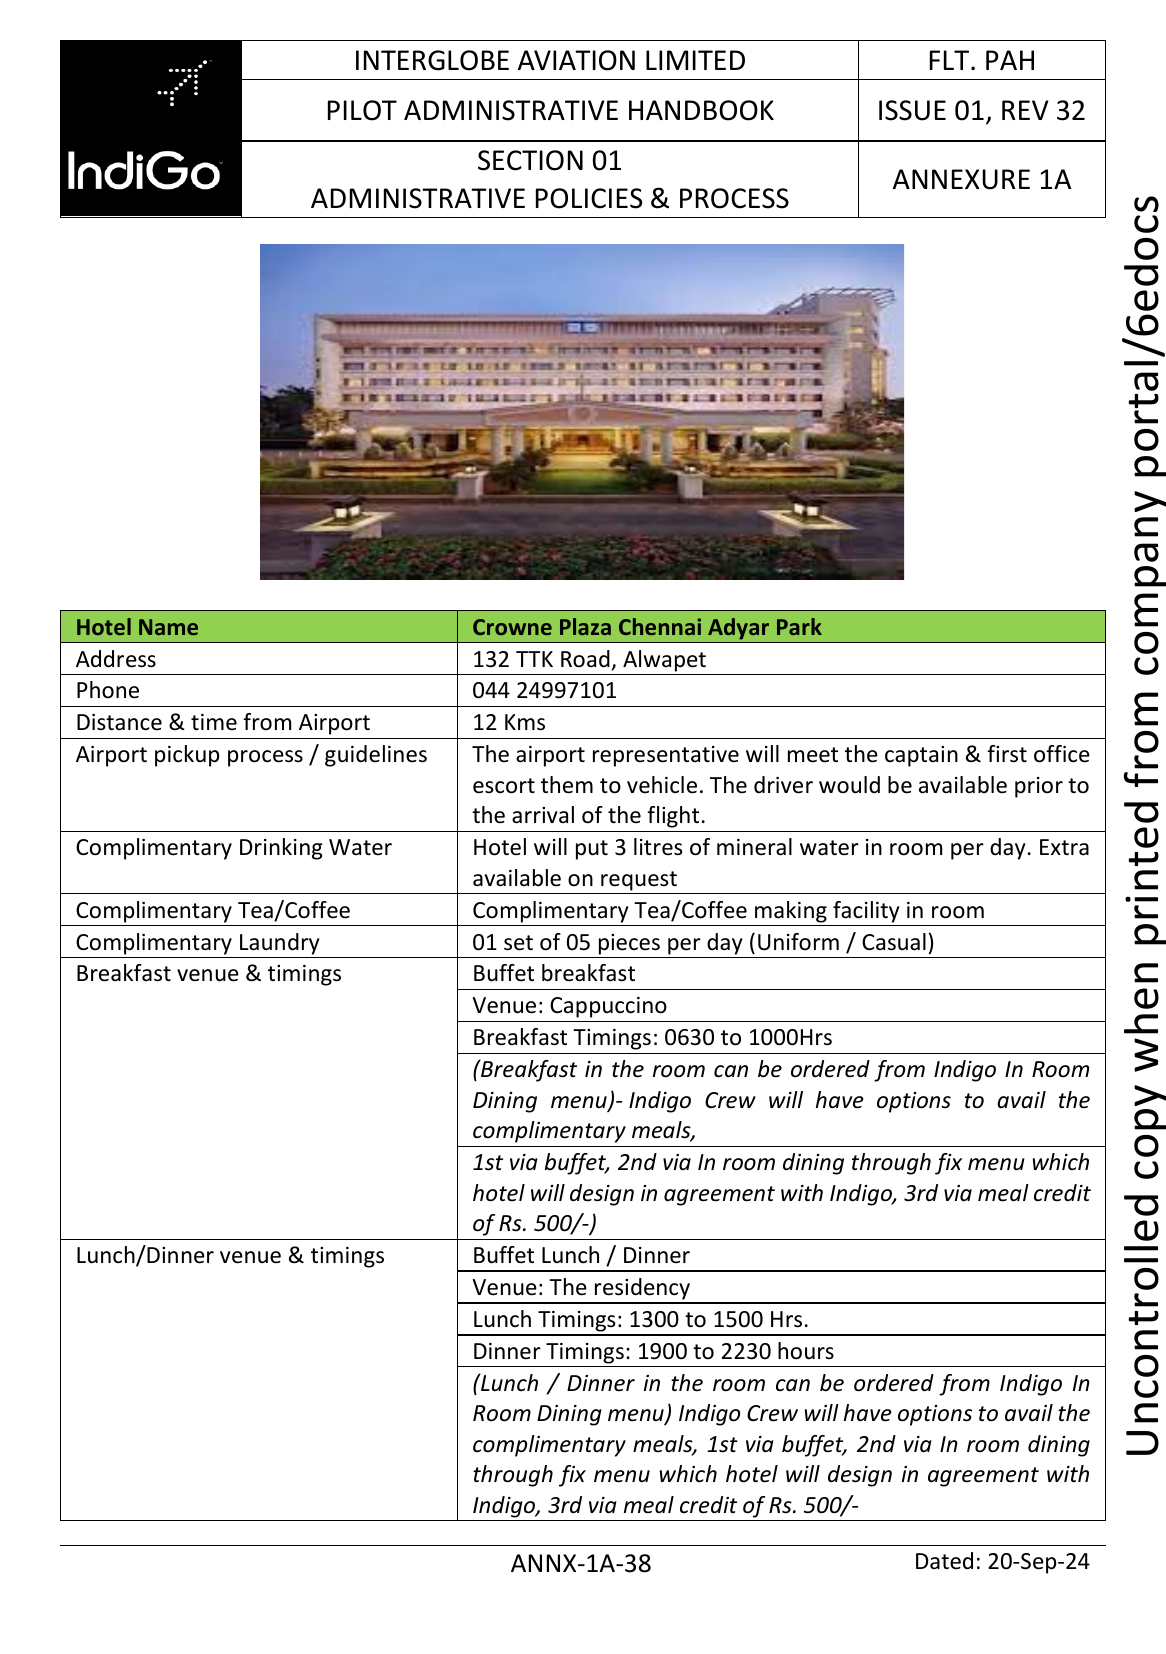 IndiGo
INTERGLOBE AVIATION LIMITED
FLT. PAH
PILOT ADMINISTRATIVE HANDBOOK
ISSUE 01, REV 32
SECTION 01
ADMINISTRATIVE POLICIES & PROCESS
ANNEXURE 1A
Hotel Name
Crowne Plaza Chennai Adyar Park
Address
132 TTK Road, Alwapet
Phone
044 24997101
Distance & time from Airport
12 Kms
Airport pickup process / guidelines
The airport representative will meet the captain & first office
escort them to vehicle. The driver would be available prior to
the arrival of the flight.
Complimentary Drinking Water
Hotel will put 3 litres of mineral water in room per day. Extra
available on request
Complimentary Tea/Coffee
Complimentary Tea/Coffee making facility in room
Complimentary Laundry
01 set of 05 pieces per day (Uniform / Casual)
Breakfast venue & timings
Buffet breakfast
Venue: Cappuccino
Breakfast Timings: 0630 to 1000Hrs
(Breakfast in the room can be ordered from Indigo In Room
Dining menu)- Indigo Crew will have options to avail the
complimentary meals,
1st via buffet, 2nd via In room dining through fix menu which
hotel will design in agreement with Indigo, 3rd via meal credit
of Rs. 500/-)
Lunch/Dinner venue & timings
Buffet Lunch / Dinner
Venue: The residency
Lunch Timings: 1300 to 1500 Hrs.
Dinner Timings: 1900 to 2230 hours
(Lunch / Dinner in the room can be ordered from Indigo In
Room Dining menu) Indigo Crew will have options to avail the
complimentary meals, 1st via buffet, 2nd via In room dining
through fix menu which hotel will design in agreement with
Indigo, 3rd via meal credit of Rs. 500/-
ANNX-1A-38
Dated: 20-Sep-24
Uncontrolled copy when printed from company portal/6edocs